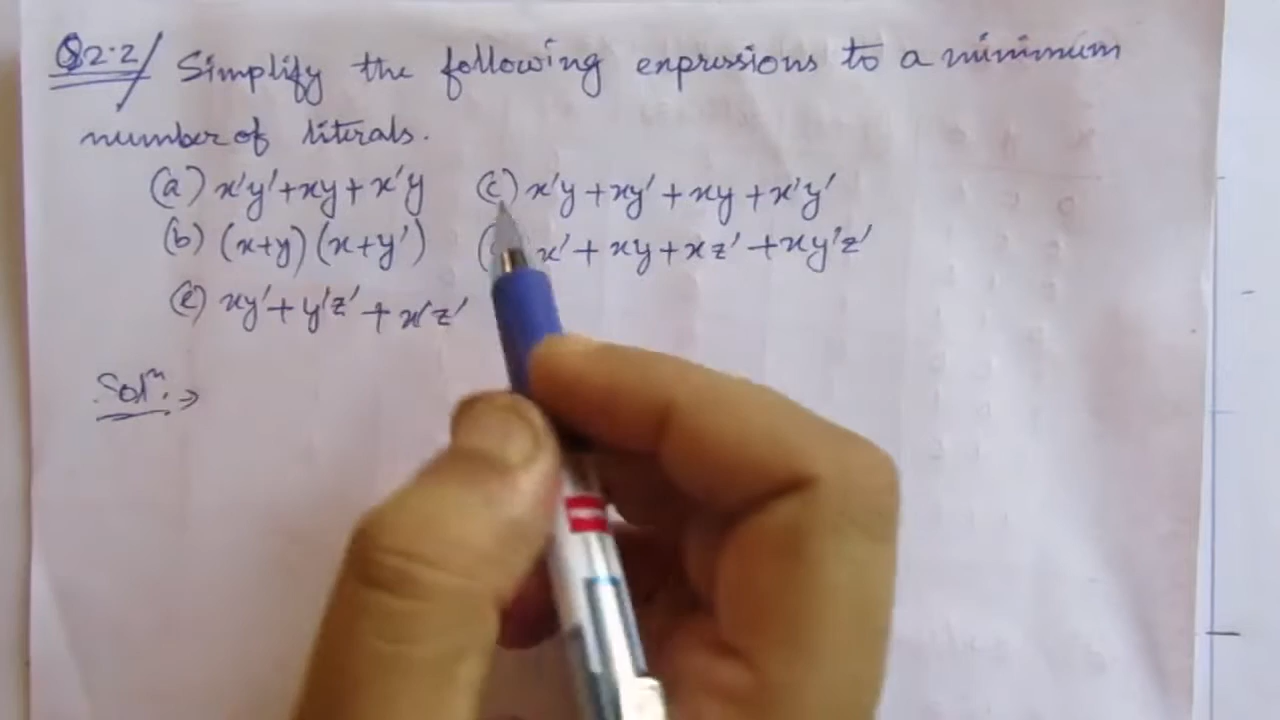 Q2.2/ Simplify the following expressions to a minimum
number of literals.
(a) x'y' + xy + x'y (c) x'y + xy' + xy + x'y'
(b) (x+y)(x+y') ( x' + xy + xz' + xy'z'
(e) xy' + y'z' + x'z'
Solⁿ. →